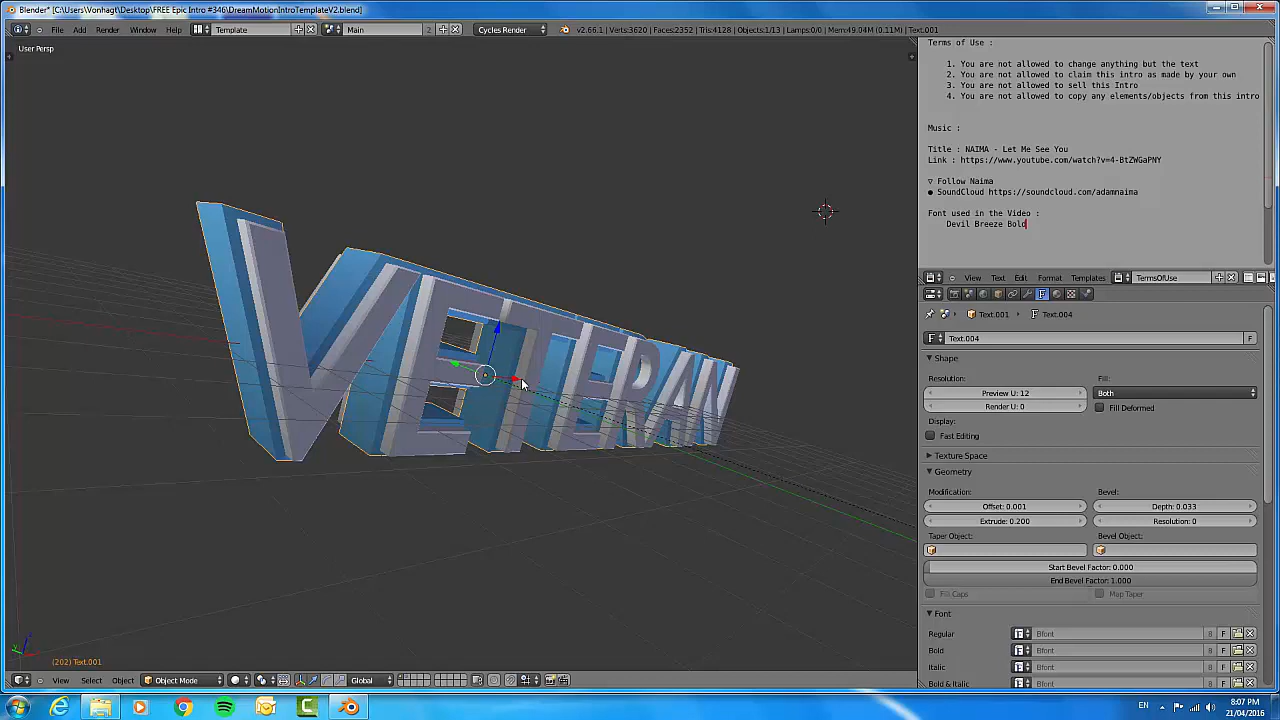 Blender* [C:\Users\Vonhagt\Desktop\FREE Epic Intro #346\DreamMotionIntroTemplateV2.blend]
File Add Render Window Help
Template
Main
2
Cycles Render
v2.66.1 | Verts:3620 | Faces:2352 | Tris:4128 | Objects:1/13 | Lamps:0/0 | Mem:49.04M (0.11M) | Text.001
User Persp
VETERAN
(202) Text.001
View Select Object
Object Mode
Global
Terms of Use :
1. You are not allowed to change anything but the text
2. You are not allowed to claim this intro as made by your own
3. You are not allowed to sell this Intro
4. You are not allowed to copy any elements/objects from this intro
Music :
Title : NAIMA - Let Me See You
Link : https://www.youtube.com/watch?v=4-BtZWGaPNY
▽ Follow Naima
● SoundCloud https://soundcloud.com/adamnaima
Font used in the Video :
Devil Breeze Bold
View Text Edit Format Templates
TermsOfUse
Text.001
Text.004
F Text.004
F
Shape
Resolution:
Fill:
Preview U: 12
Both
Render U: 0
Fill Deformed
Display:
Fast Editing
Texture Space
Geometry
Modification:
Bevel:
Offset: 0.001
Depth: 0.033
Extrude: 0.200
Resolution: 0
Taper Object:
Bevel Object:
Start Bevel Factor: 0.000
End Bevel Factor: 1.000
Fill Caps
Map Taper
Font
Regular Bfont 8 F
Bold Bfont 8 F
Italic Bfont 8 F
Bold & Italic Bfont 8 F
EN
8:07 PM
21/04/2016